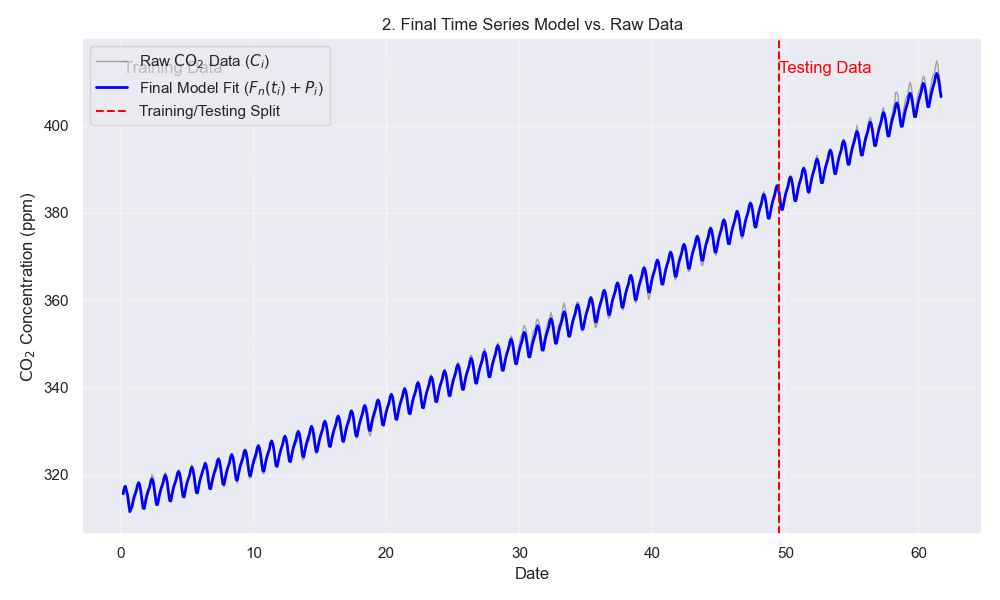 2. Final Time Series Model vs. Raw Data
Raw CO₂ Data (Cᵢ)
Training Data
Final Model Fit (Fₙ(tᵢ) + Pᵢ)
Training/Testing Split
Testing Data
CO₂ Concentration (ppm)
400
380
360
340
320
0 10 20 30 40 50 60
Date